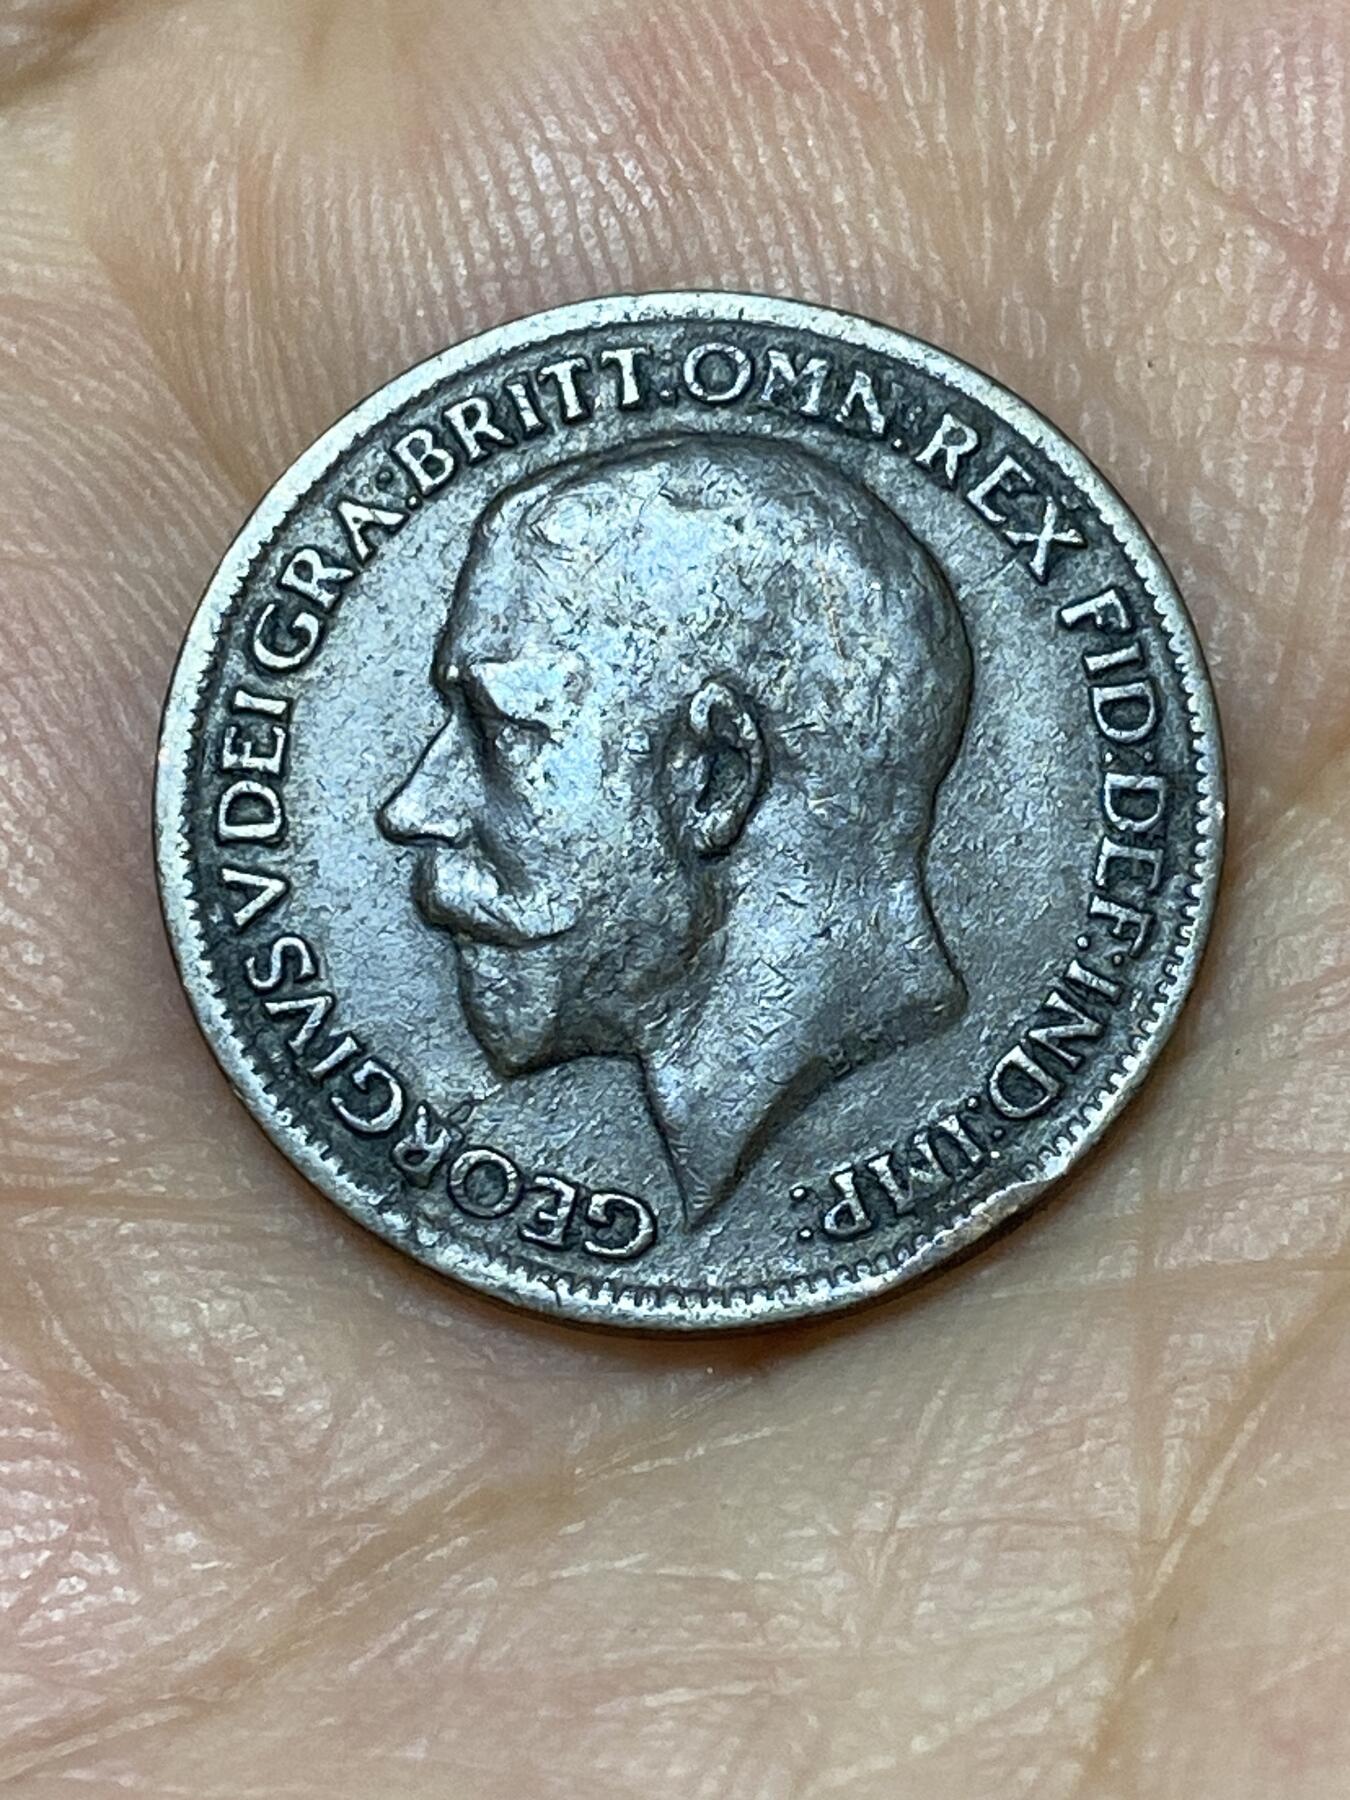 GEORGIVS V DEI GRA:BRITT:OMN:REX FID:DEF:IND:IMP: